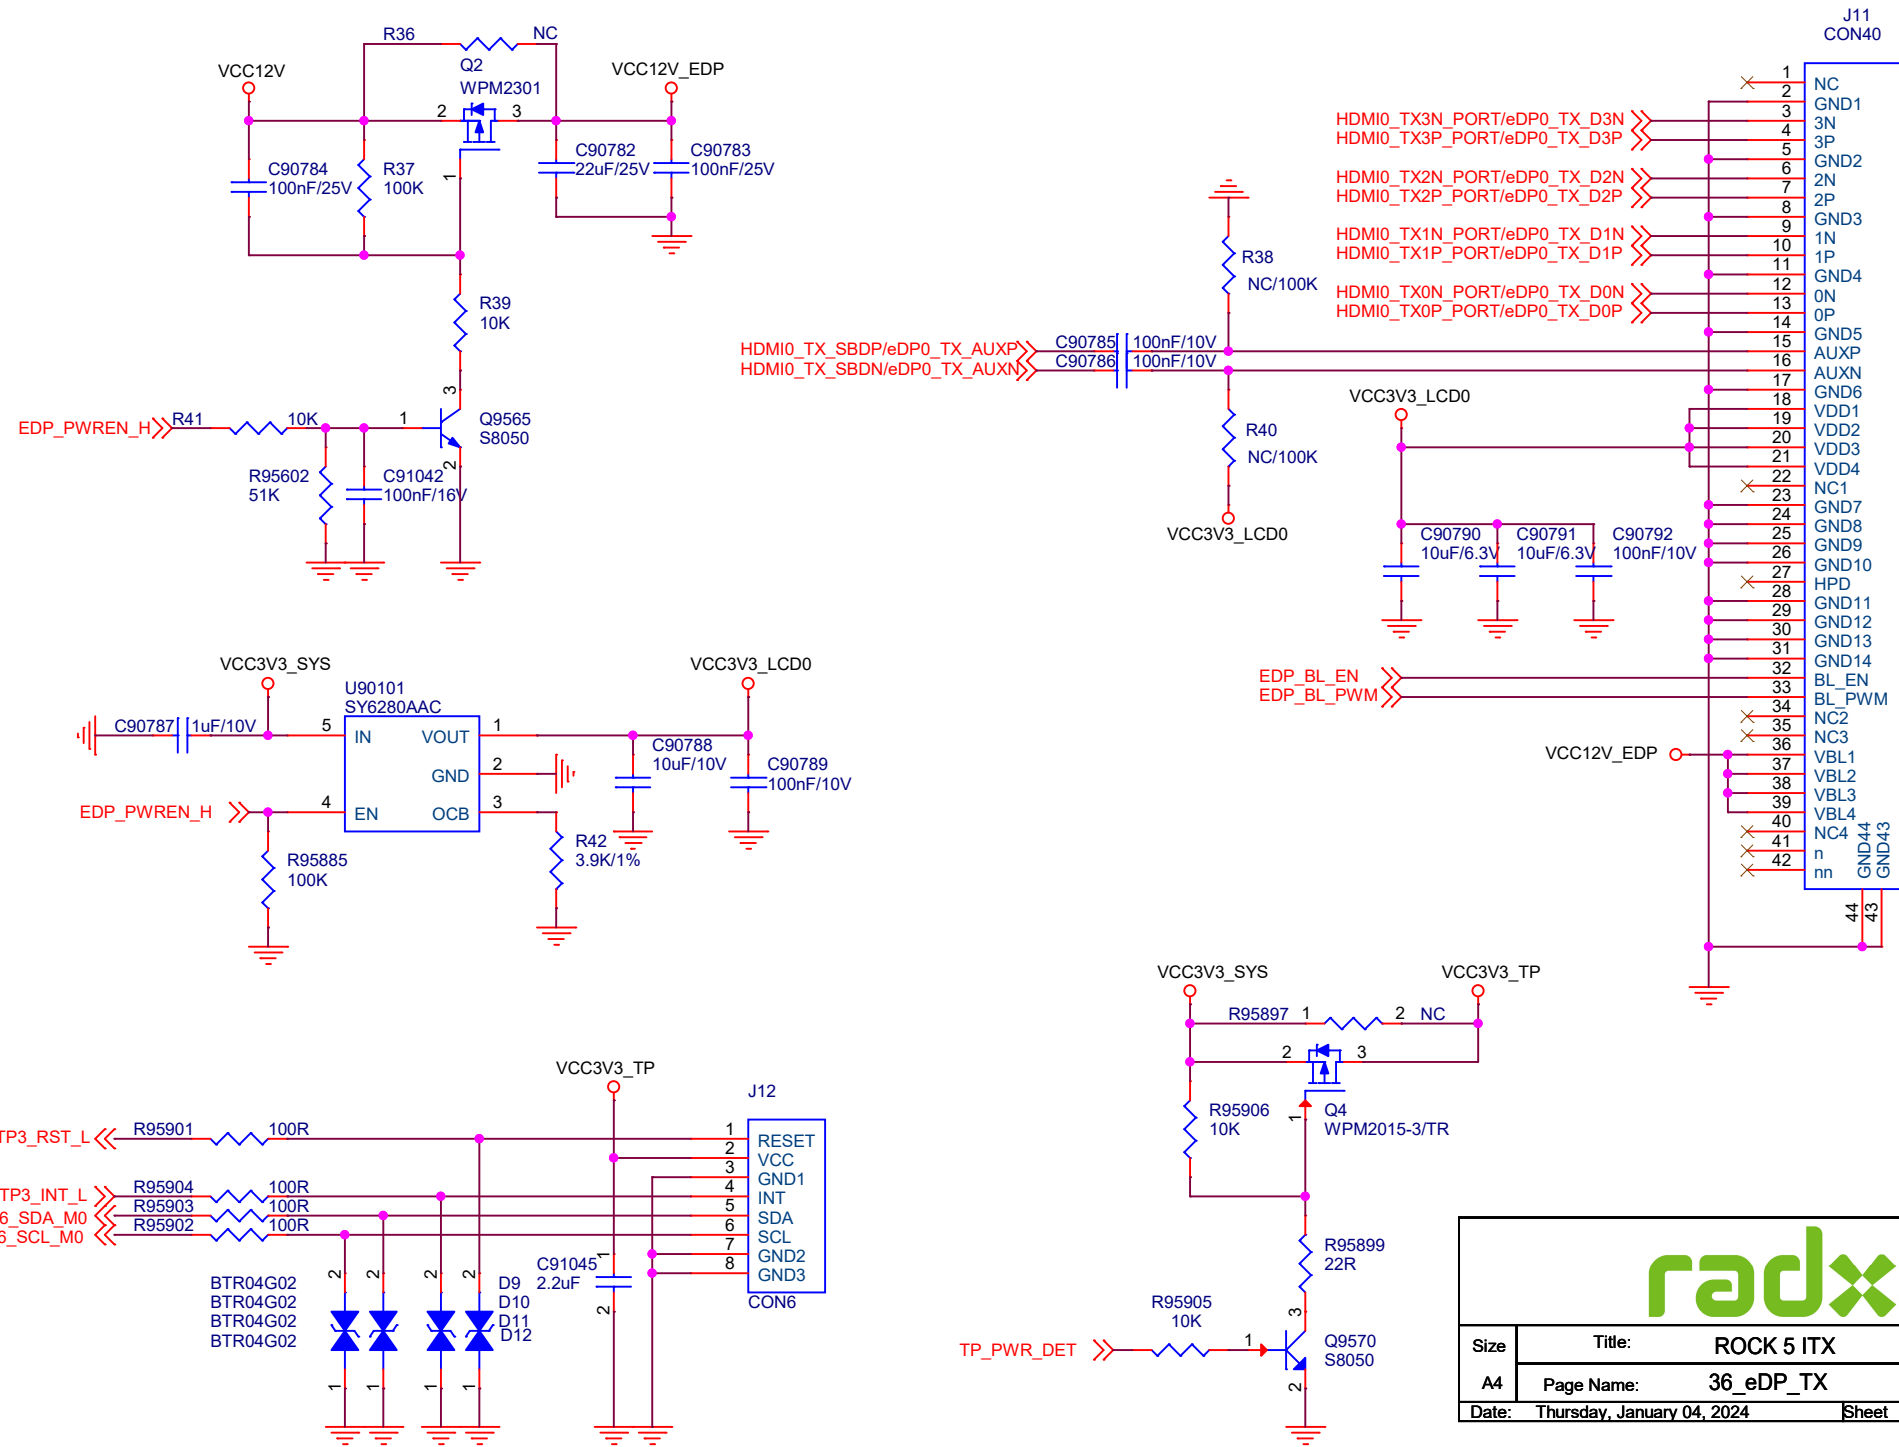 R36
NC
Q2
WPM2301
VCC12V
VCC12V_EDP
2
3
1
C90784
100nF/25V
R37
100K
C90782
22uF/25V
C90783
100nF/25V
R39
10K
3
EDP_PWREN_H
R41
10K
1
Q9565
S8050
2
R95602
51K
C91042
100nF/16V
VCC3V3_SYS
VCC3V3_LCD0
U90101
SY6280AAC
C90787
1uF/10V
5
IN
VOUT
1
GND
2
EDP_PWREN_H
4
EN
OCB
3
C90788
10uF/10V
C90789
100nF/10V
R42
3.9K/1%
R95885
100K
VCC3V3_TP
J12
TP3_RST_L
R95901
100R
TP3_INT_L
R95904
100R
6_SDA_M0
R95903
100R
6_SCL_M0
R95902
100R
1
RESET
2
VCC
3
GND1
4
INT
5
SDA
6
SCL
7
GND2
8
GND3
CON6
C91045
2.2uF
1
2
BTR04G02
BTR04G02
BTR04G02
BTR04G02
2
2
2
2
D9
D10
D11
D12
1
1
1
1
R38
NC/100K
HDMI0_TX_SBDP/eDP0_TX_AUXP
C90785
100nF/10V
HDMI0_TX_SBDN/eDP0_TX_AUXN
C90786
100nF/10V
R40
NC/100K
VCC3V3_LCD0
VCC3V3_LCD0
C90790
10uF/6.3V
C90791
10uF/6.3V
C90792
100nF/10V
HDMI0_TX3N_PORT/eDP0_TX_D3N
HDMI0_TX3P_PORT/eDP0_TX_D3P
HDMI0_TX2N_PORT/eDP0_TX_D2N
HDMI0_TX2P_PORT/eDP0_TX_D2P
HDMI0_TX1N_PORT/eDP0_TX_D1N
HDMI0_TX1P_PORT/eDP0_TX_D1P
HDMI0_TX0N_PORT/eDP0_TX_D0N
HDMI0_TX0P_PORT/eDP0_TX_D0P
EDP_BL_EN
EDP_BL_PWM
VCC12V_EDP
J11
CON40
1 NC
2 GND1
3 3N
4 3P
5 GND2
6 2N
7 2P
8 GND3
9 1N
10 1P
11 GND4
12 0N
13 0P
14 GND5
15 AUXP
16 AUXN
17 GND6
18 VDD1
19 VDD2
20 VDD3
21 VDD4
22 NC1
23 GND7
24 GND8
25 GND9
26 GND10
27 HPD
28 GND11
29 GND12
30 GND13
31 GND14
32 BL_EN
33 BL_PWM
34 NC2
35 NC3
36 VBL1
37 VBL2
38 VBL3
39 VBL4
40 NC4
41 n
42 nn
GND44
GND43
44
43
VCC3V3_SYS
VCC3V3_TP
R95897
1
2
NC
2
3
1
R95906
10K
Q4
WPM2015-3/TR
R95899
22R
R95905
10K
3
TP_PWR_DET
1
Q9570
S8050
2
radx
Size
A4
Title:
ROCK 5 ITX
Page Name:
36_eDP_TX
Date:
Thursday, January 04, 2024
Sheet